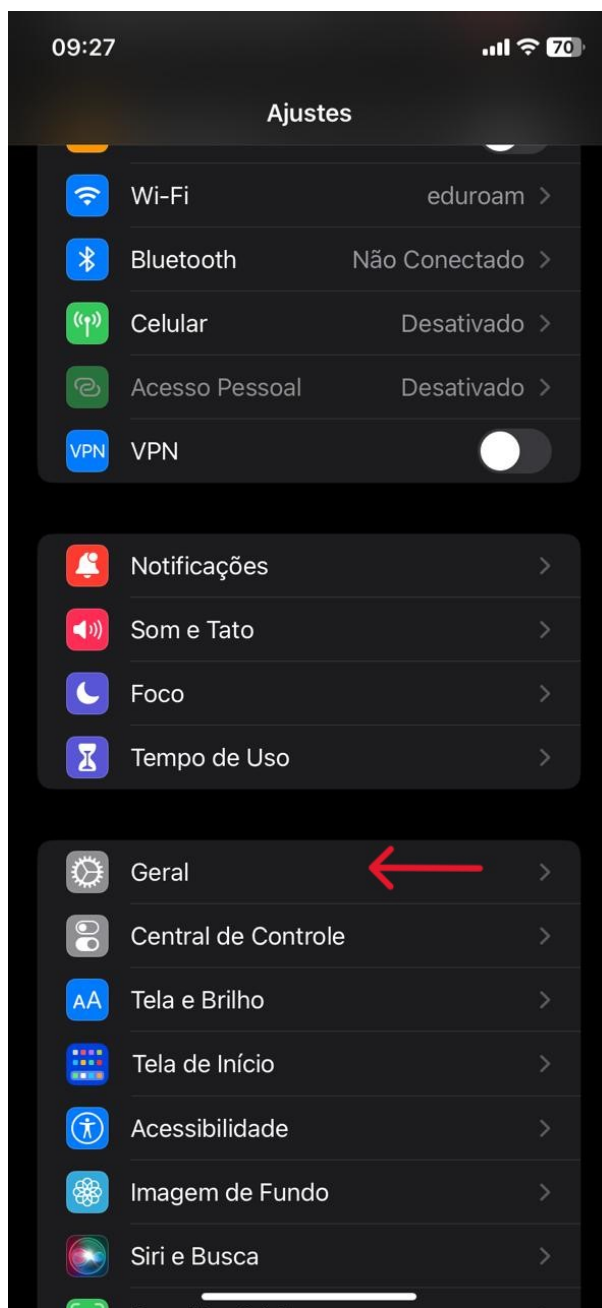 09:27
70
Ajustes
Wi-Fi eduroam
Bluetooth Não Conectado
Celular Desativado
Acesso Pessoal Desativado
VPN VPN
Notificações
Som e Tato
Foco
Tempo de Uso
Geral
Central de Controle
AA Tela e Brilho
Tela de Início
Acessibilidade
Imagem de Fundo
Siri e Busca